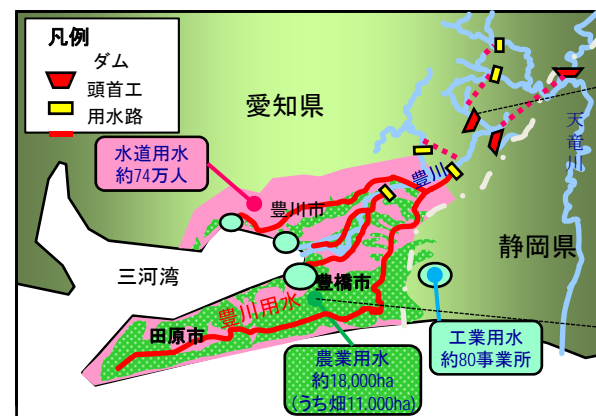 凡例
ダム
頭首工
用水路
愛知県
天竜川
水道用水
約74万人
豊川
豊川市
静岡県
三河湾
豊橋市
豊川用水
田原市
工業用水
約80事業所
農業用水
約18,000ha
(うち畑11.000ha)